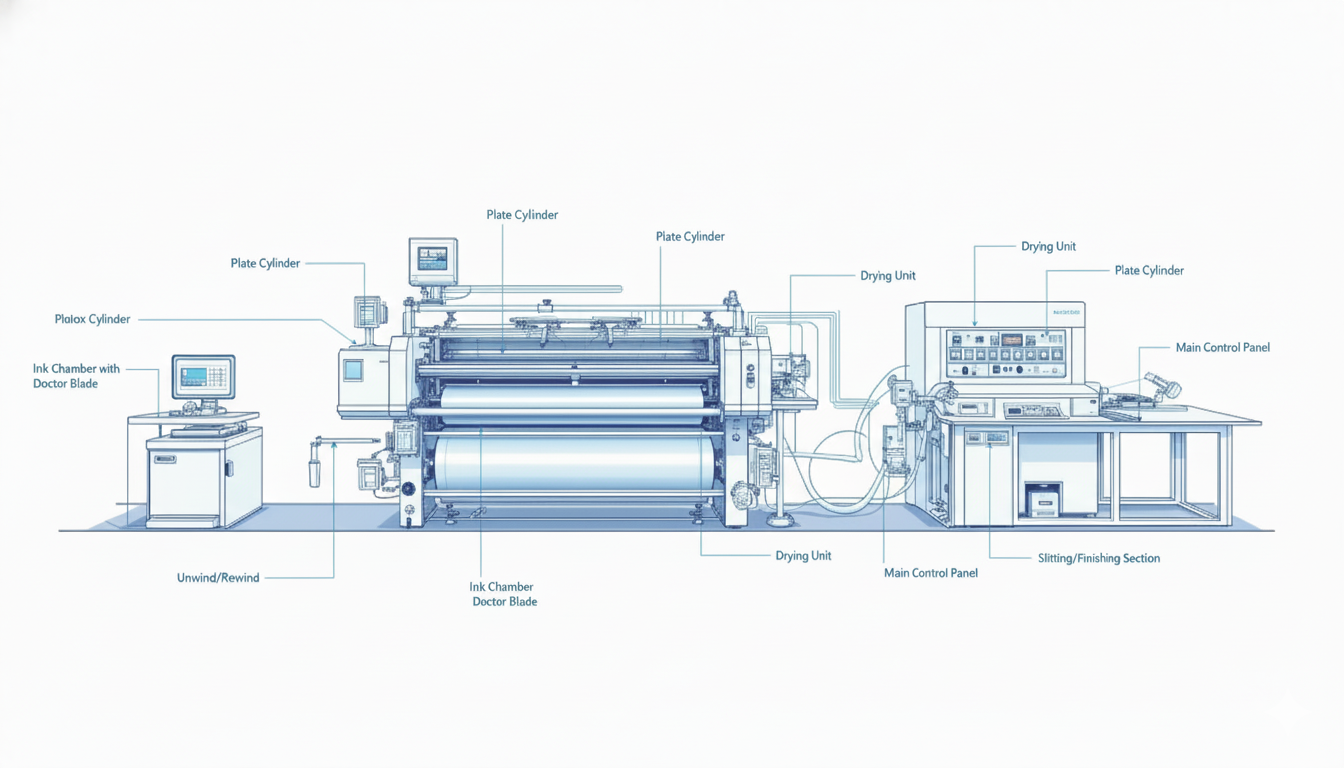 Plate Cylinder
Plate Cylinder
Drying Unit
Plate Cylinder
Plate Cylinder
Drying Unit
Plalox Cylinder
Main Control Panel
Ink Chamber with
Doctor Blade
Drying Unit
Slitting/Finishing Section
Main Control Panel
Unwind/Rewind
Ink Chamber
Doctor Blade